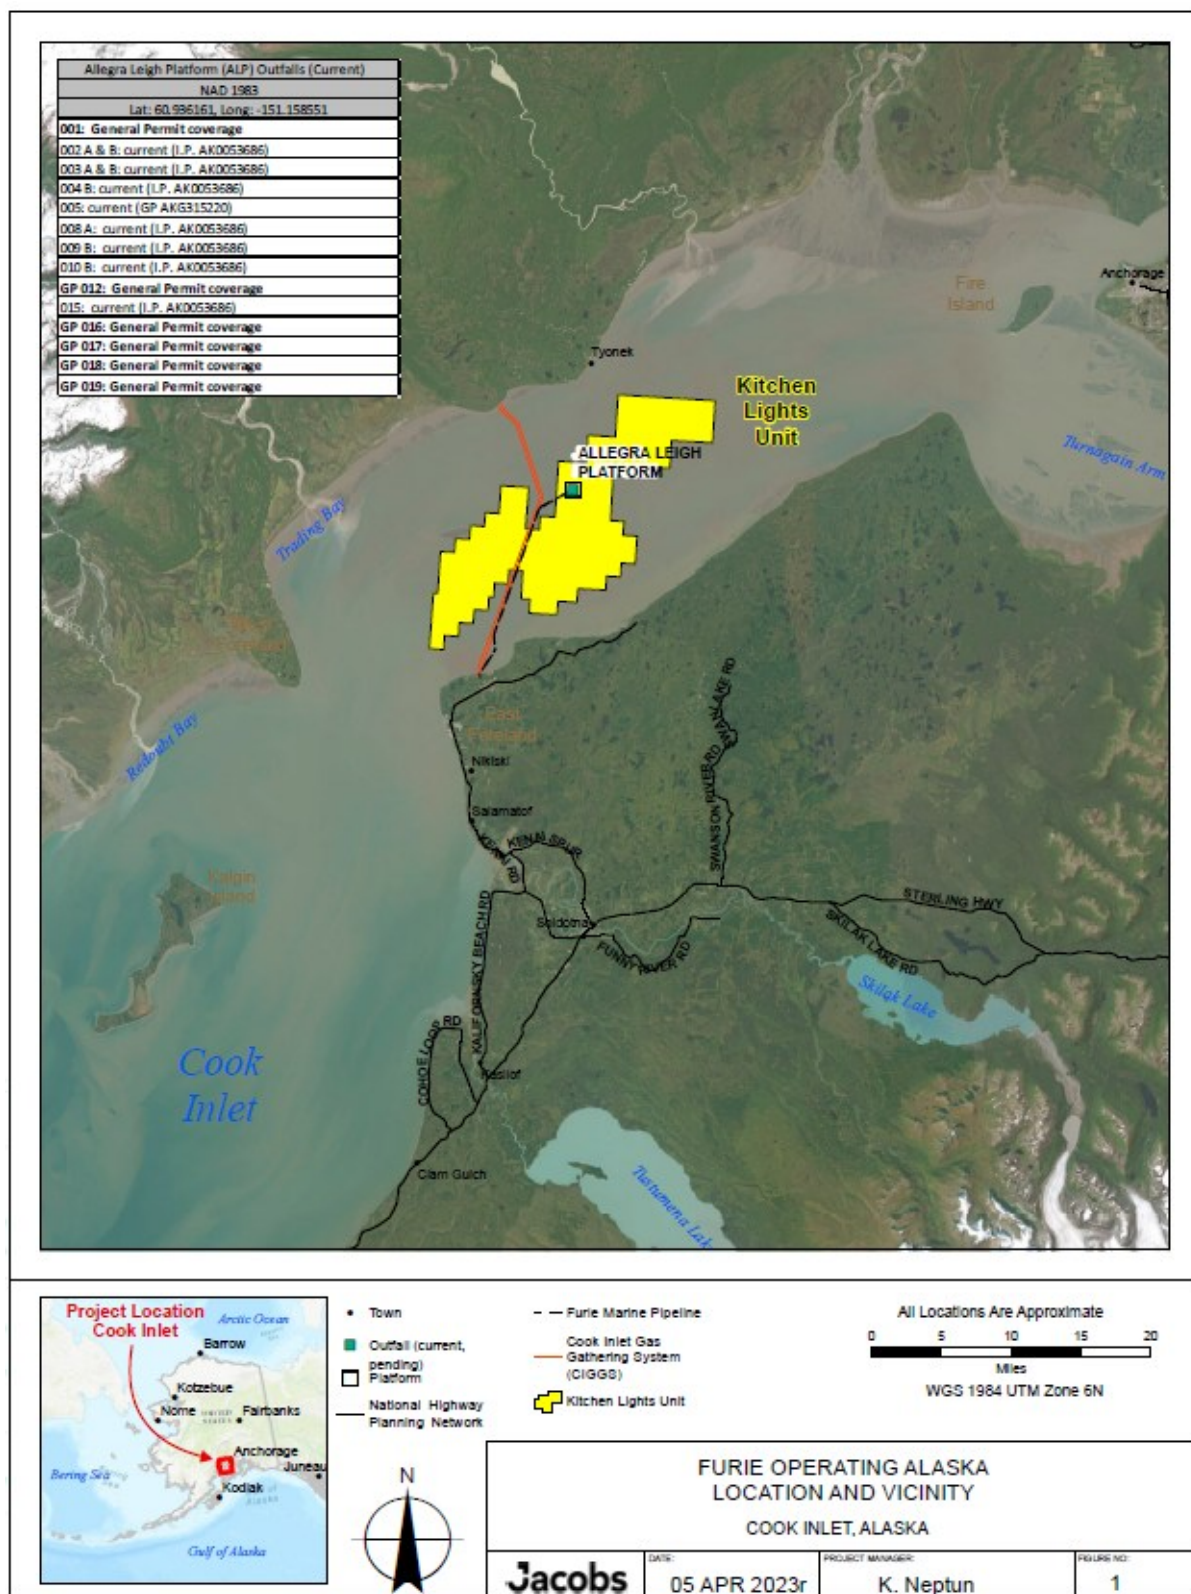 Allegra Leigh Platform (ALP) Outfalls (Current)
NAD 1983
Lat: 60.936161, Long: -151.158551
001: General Permit coverage
002 A & B: current (I.P. AK0053686)
003 A & B: current (I.P. AK0053686)
004 B: current (I.P. AK0053686)
005: current (GP AKG315220)
008 A: current (I.P. AK0053686)
009 B: current (I.P. AK0053686)
010 B: current (I.P. AK0053686)
GP 012: General Permit coverage
015: current (I.P. AK0053686)
GP 016: General Permit coverage
GP 017: General Permit coverage
GP 018: General Permit coverage
GP 019: General Permit coverage
Anchorage
Fire
Island
Tyonek
Kitchen
Lights
Unit
ALLEGRA LEIGH
PLATFORM
Turnagain Arm
Trading Bay
Foreland
East
Foreland
Redoubt Bay
Nikiski
Salamatof
KENAI SPUR
KENAI RD
SWANSON RIVER RD
SWAN LAKE RD
Kalgin
Island
Soldotna
STERLING HWY
SKILAK LAKE RD
FUNNY RIVER RD
KALIFORNSKY BEACH RD
Skilak Lake
COHOE LOOP RD
Kasilof
Cook
Inlet
Clam Gulch
Tustumena Lak
Project Location
Cook Inlet
Arctic Ocean
Barrow
Kotzebue
Nome
UNITED
STATES
Fairbanks
Anchorage
Juneau
Bering Sea
Kodiak
Gulf of Alaska
Town
Outfall (current,
pending)
Platform
National Highway
Planning Network
Furie Marine Pipeline
Cook Inlet Gas
Gathering System
(CIGGS)
Kitchen Lights Unit
All Locations Are Approximate
0 5 10 15 20
Miles
WGS 1984 UTM Zone 6N
N
FURIE OPERATING ALASKA
LOCATION AND VICINITY
COOK INLET, ALASKA
Jacobs
DATE:
05 APR 2023r
PROJECT MANAGER:
K. Neptun
FIGURE NO:
1